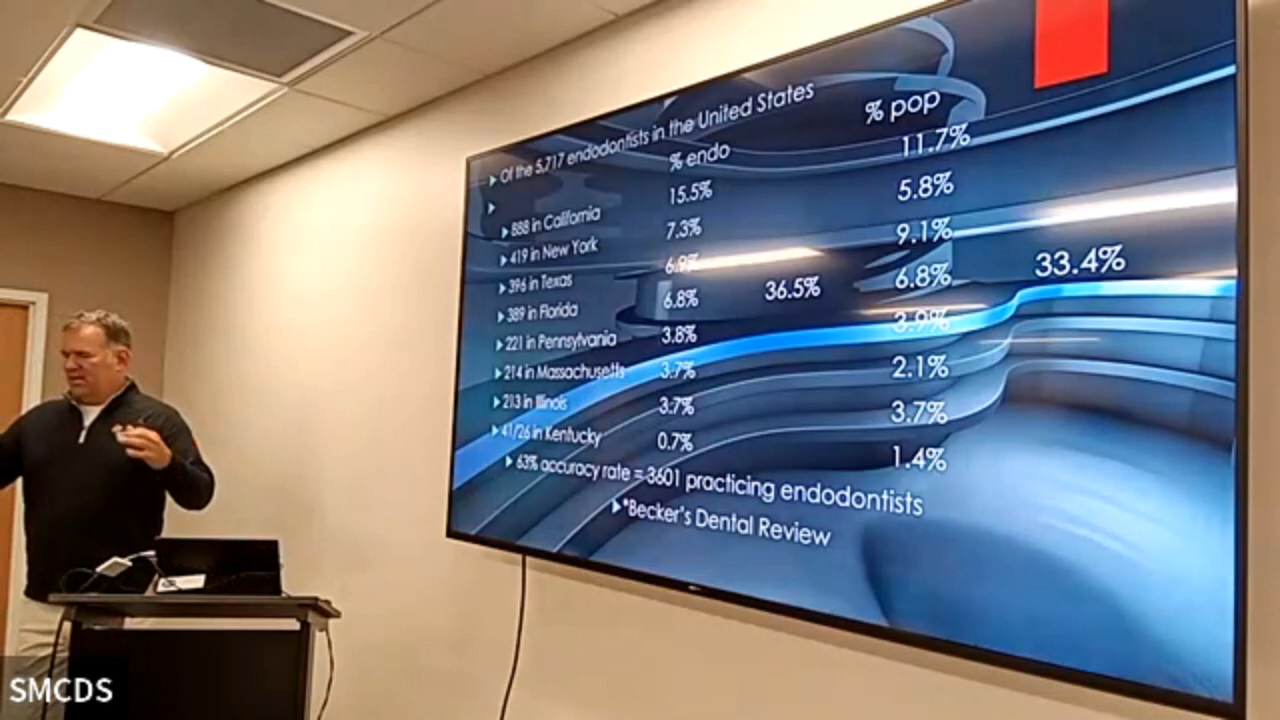 Of the 5,717 endodontists in the United States
% endo % pop
888 in California 15.5% 11.7%
419 in New York 7.3% 5.8%
396 in Texas 6.9% 9.1%
389 in Florida 6.8% 36.5% 6.8% 33.4%
221 in Pennsylvania 3.8% 3.9%
214 in Massachusetts 3.7% 2.1%
213 in Illinois 3.7% 3.7%
41/26 in Kentucky 0.7% 1.4%
63% accuracy rate = 3601 practicing endodontists
*Becker's Dental Review
SMCDS